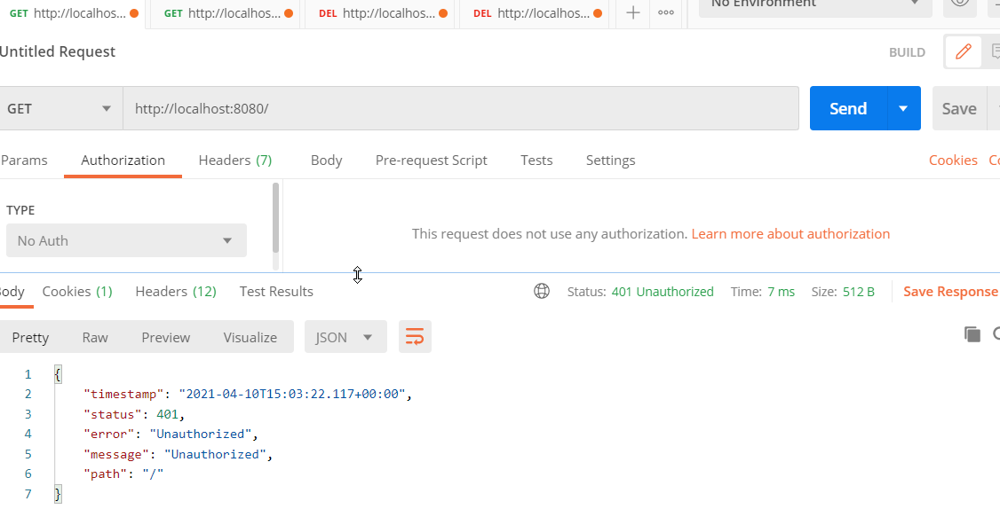 GET http://localhos... GET http://localhos... DEL http://localhos... DEL http://localhos... No Environment
Untitled Request BUILD
GET http://localhost:8080/ Send Save
Params Authorization Headers (7) Body Pre-request Script Tests Settings Cookies
TYPE
No Auth
This request does not use any authorization. Learn more about authorization
Body Cookies (1) Headers (12) Test Results Status: 401 Unauthorized Time: 7 ms Size: 512 B Save Response
Pretty Raw Preview Visualize JSON
1 {
2 "timestamp": "2021-04-10T15:03:22.117+00:00",
3 "status": 401,
4 "error": "Unauthorized",
5 "message": "Unauthorized",
6 "path": "/"
7 }